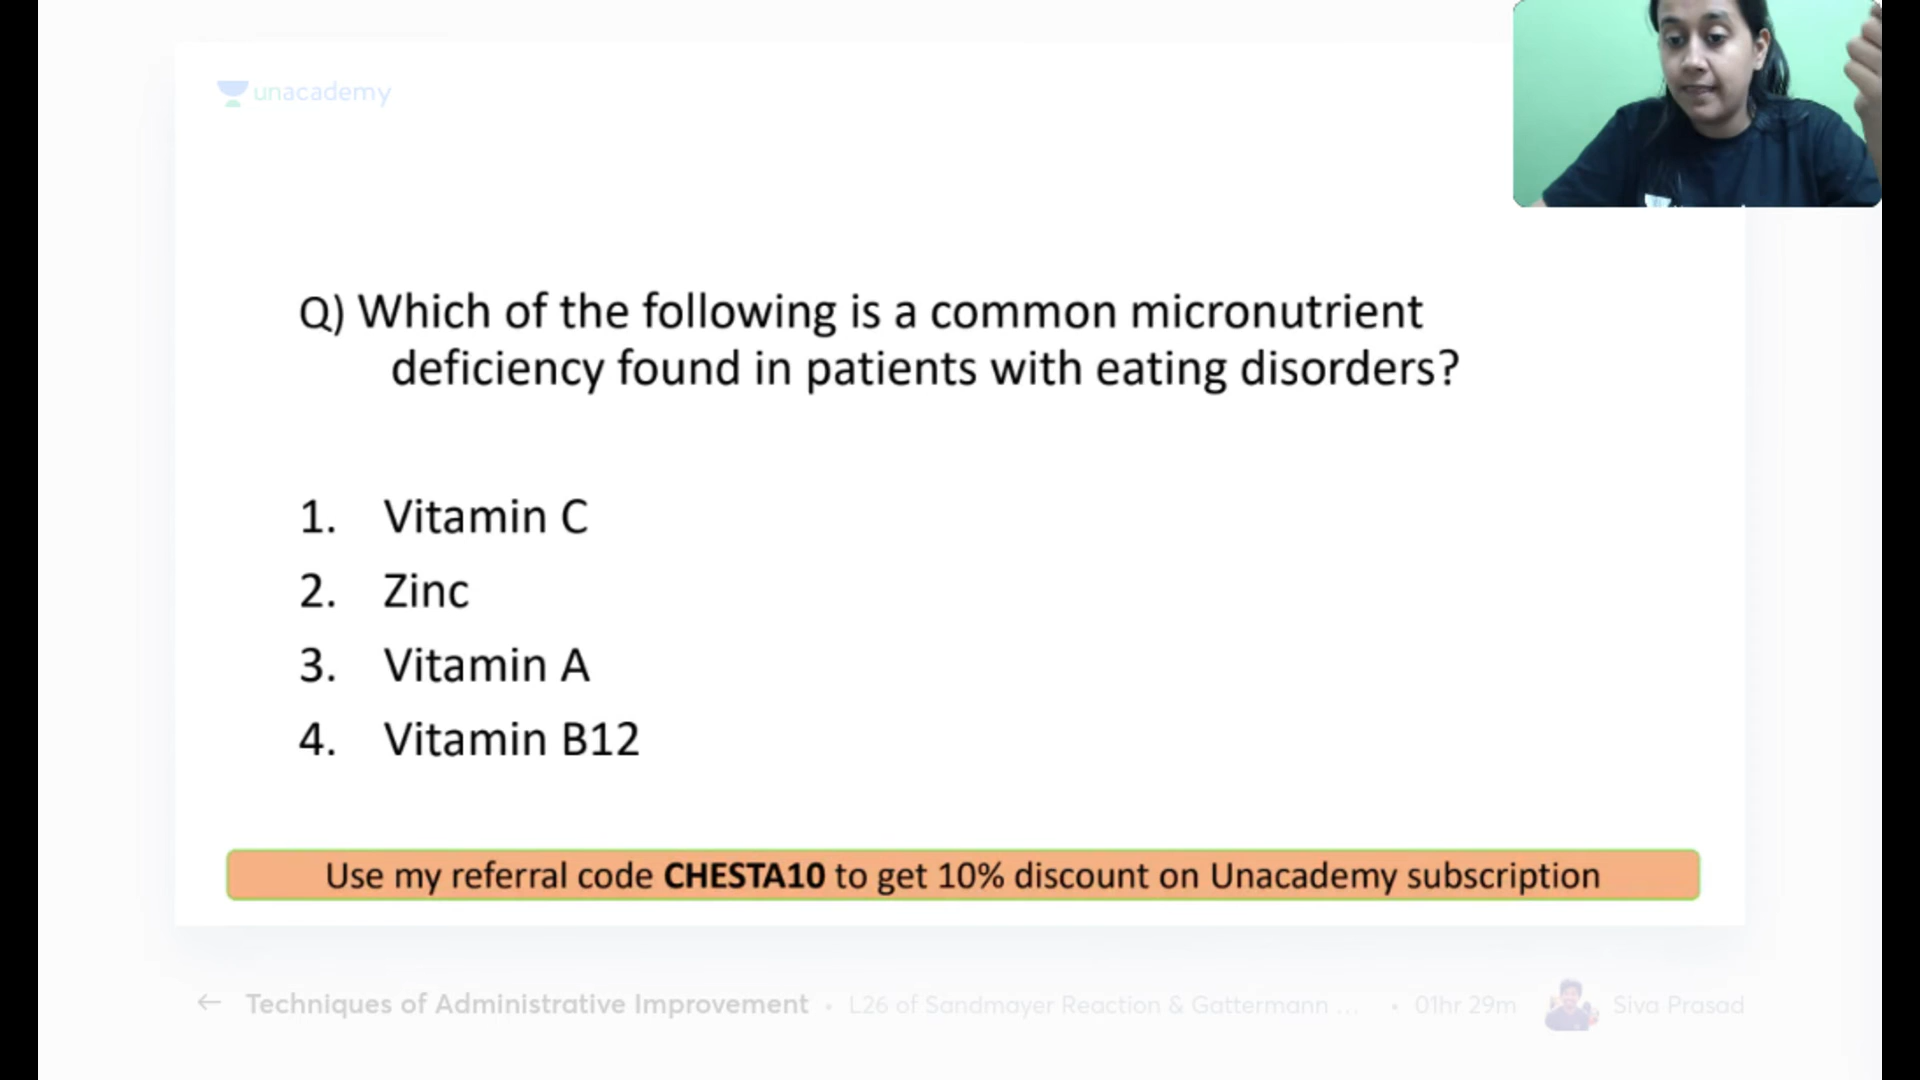 unacademy
Q) Which of the following is a common micronutrient
deficiency found in patients with eating disorders?
1. Vitamin C
2. Zinc
3. Vitamin A
4. Vitamin B12
Use my referral code CHESTA10 to get 10% discount on Unacademy subscription
← Techniques of Administrative Improvement • L26 of Sandmayer Reaction & Gattermann ... • 01hr 29m Siva Prasad